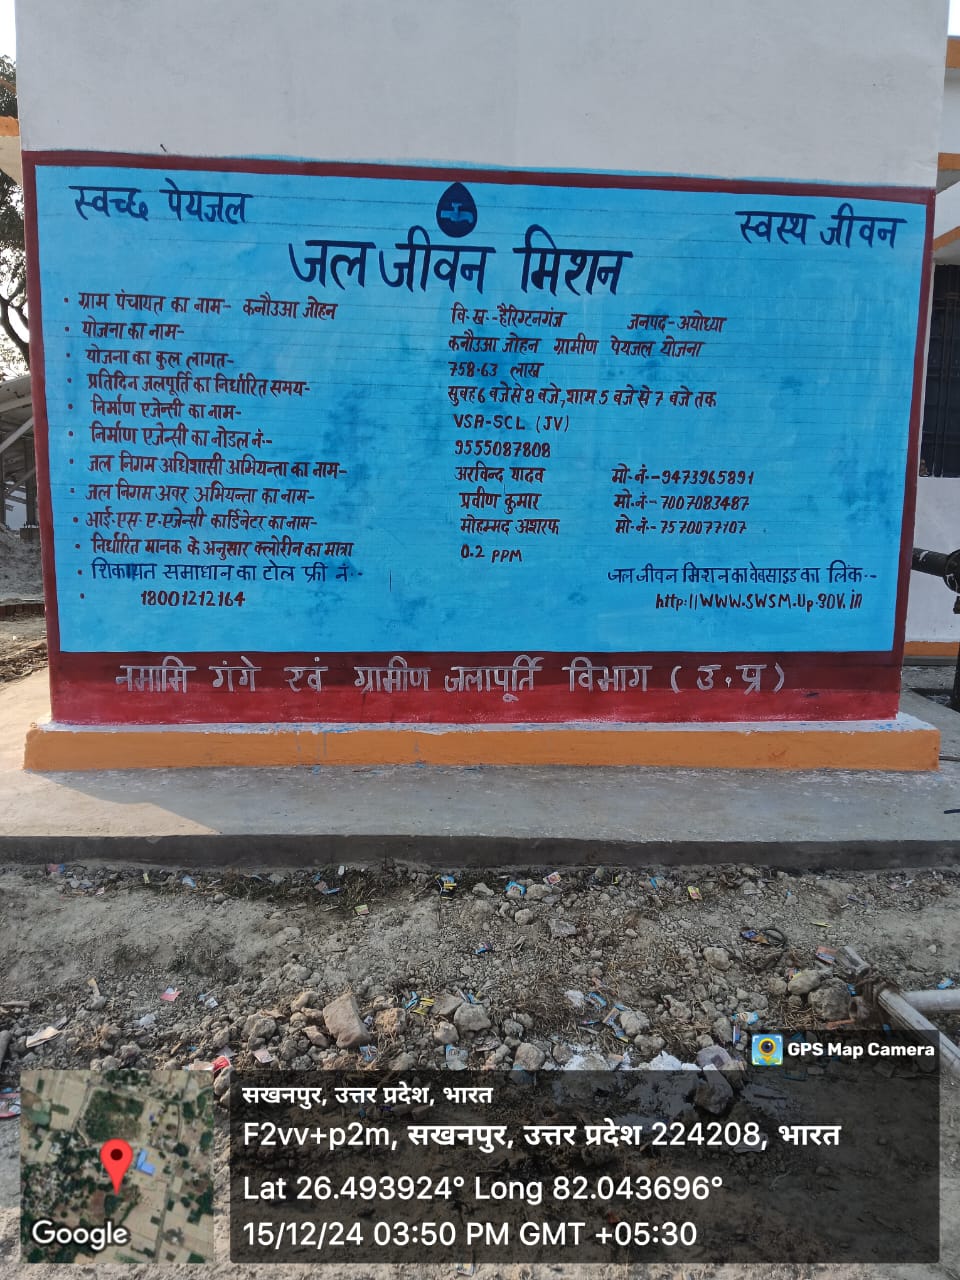 स्वच्छ पेयजल
स्वस्थ जीवन
जल जीवन मिशन
• ग्राम पंचायत का नाम- कनौउआ जोहन वि.ख.-हैरिग्टनगंज जनपद-अयोध्या
• योजना का नाम- कनौउआ जोहन ग्रामीण पेयजल योजना
• योजना का कुल लागत- 758.63 लाख
• प्रतिदिन जलपूर्ति का निर्धारित समय- सुबह 6 बजे से 8 बजे, शाम 5 बजे से 7 बजे तक
• निर्माण एजेन्सी का नाम- VSA-SCL (JV)
• निर्माण एजेन्सी का नोडल नं.- 9555087808
• जल निगम अधिशासी अभियन्ता का नाम- अरविन्द यादव मो.नं.-9473965891
• जल निगम अवर अभियन्ता का नाम- प्रवीण कुमार मो.नं-7007083487
• आई.एस.ए.एजेन्सी कार्डिनेटर का नाम- मोहम्मद अशरफ मो.नं-7570077107
• निर्धारित मानक के अनुसार क्लोरीन का मात्रा 0.2 PPM
• शिकायत समाधान का टोल फ्री नं.- जल जीवन मिशन का वेबसाइड का लिंक.-
• 18001212164 http://WWW.SWSM.Up.gov.in
नमामि गंगे एवं ग्रामीण जलापूर्ति विभाग (उ.प्र)
GPS Map Camera
सखनपुर, उत्तर प्रदेश, भारत
F2vv+p2m, सखनपुर, उत्तर प्रदेश 224208, भारत
Lat 26.493924° Long 82.043696°
15/12/24 03:50 PM GMT +05:30
Google